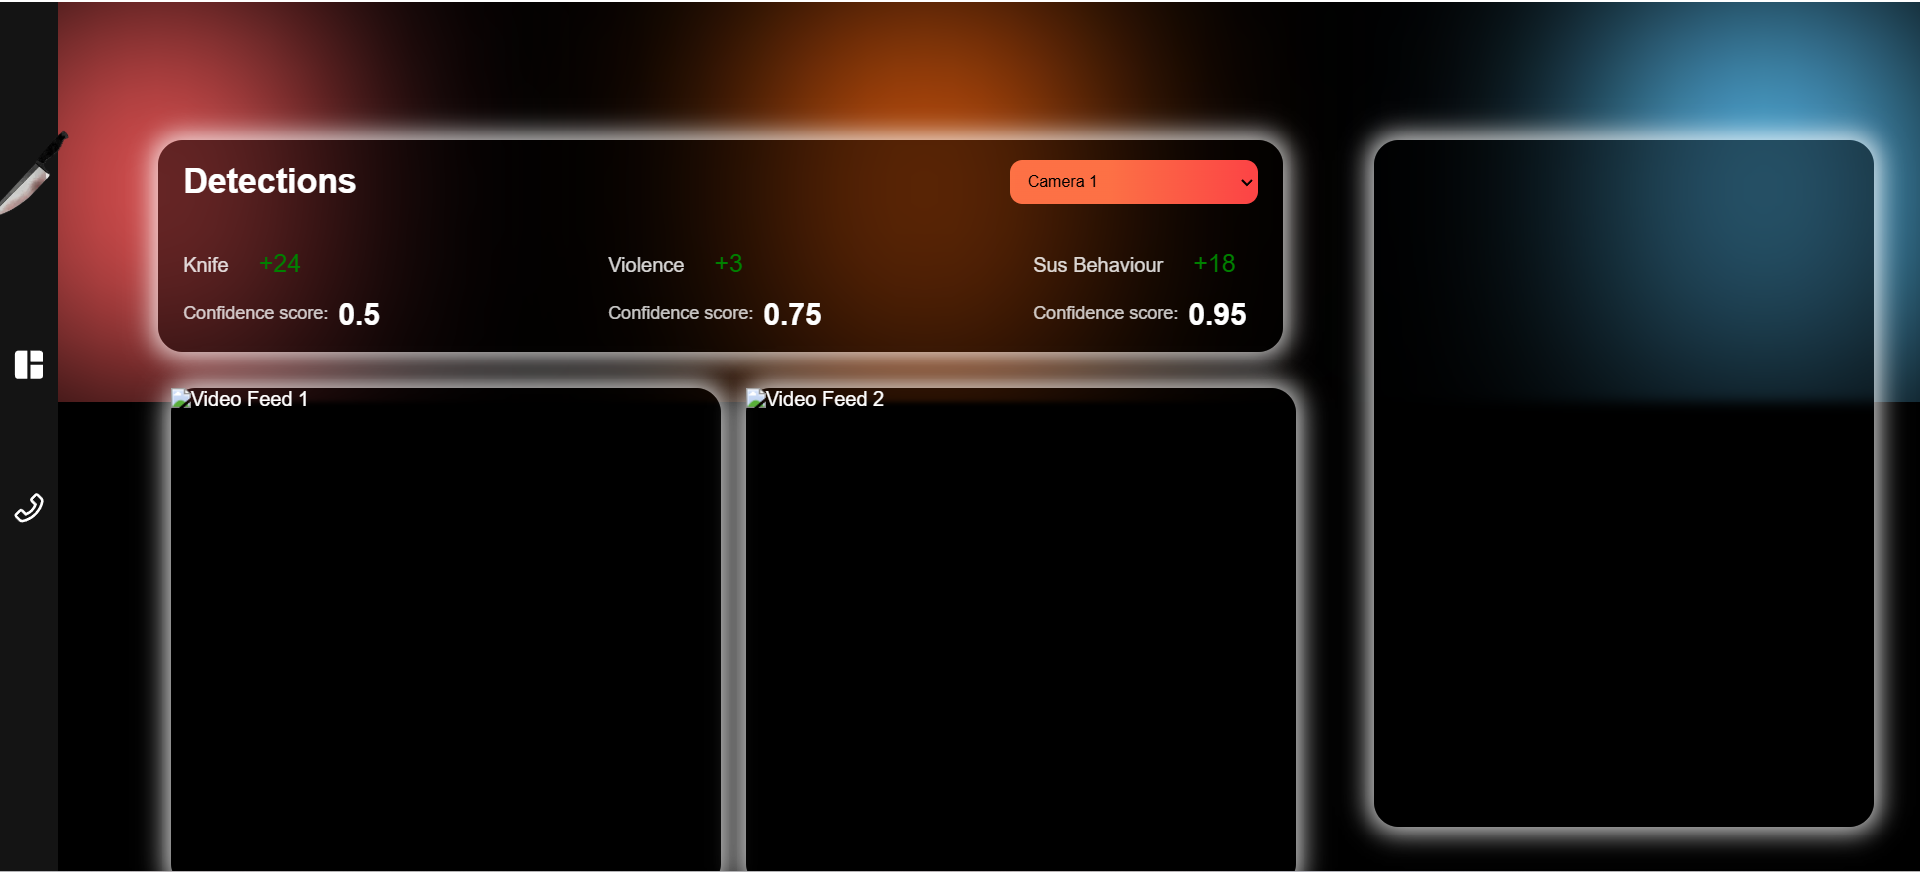 Detections
Camera 1
Knife +24
Violence +3
Sus Behaviour +18
Confidence score: 0.5
Confidence score: 0.75
Confidence score: 0.95
Video Feed 1
Video Feed 2